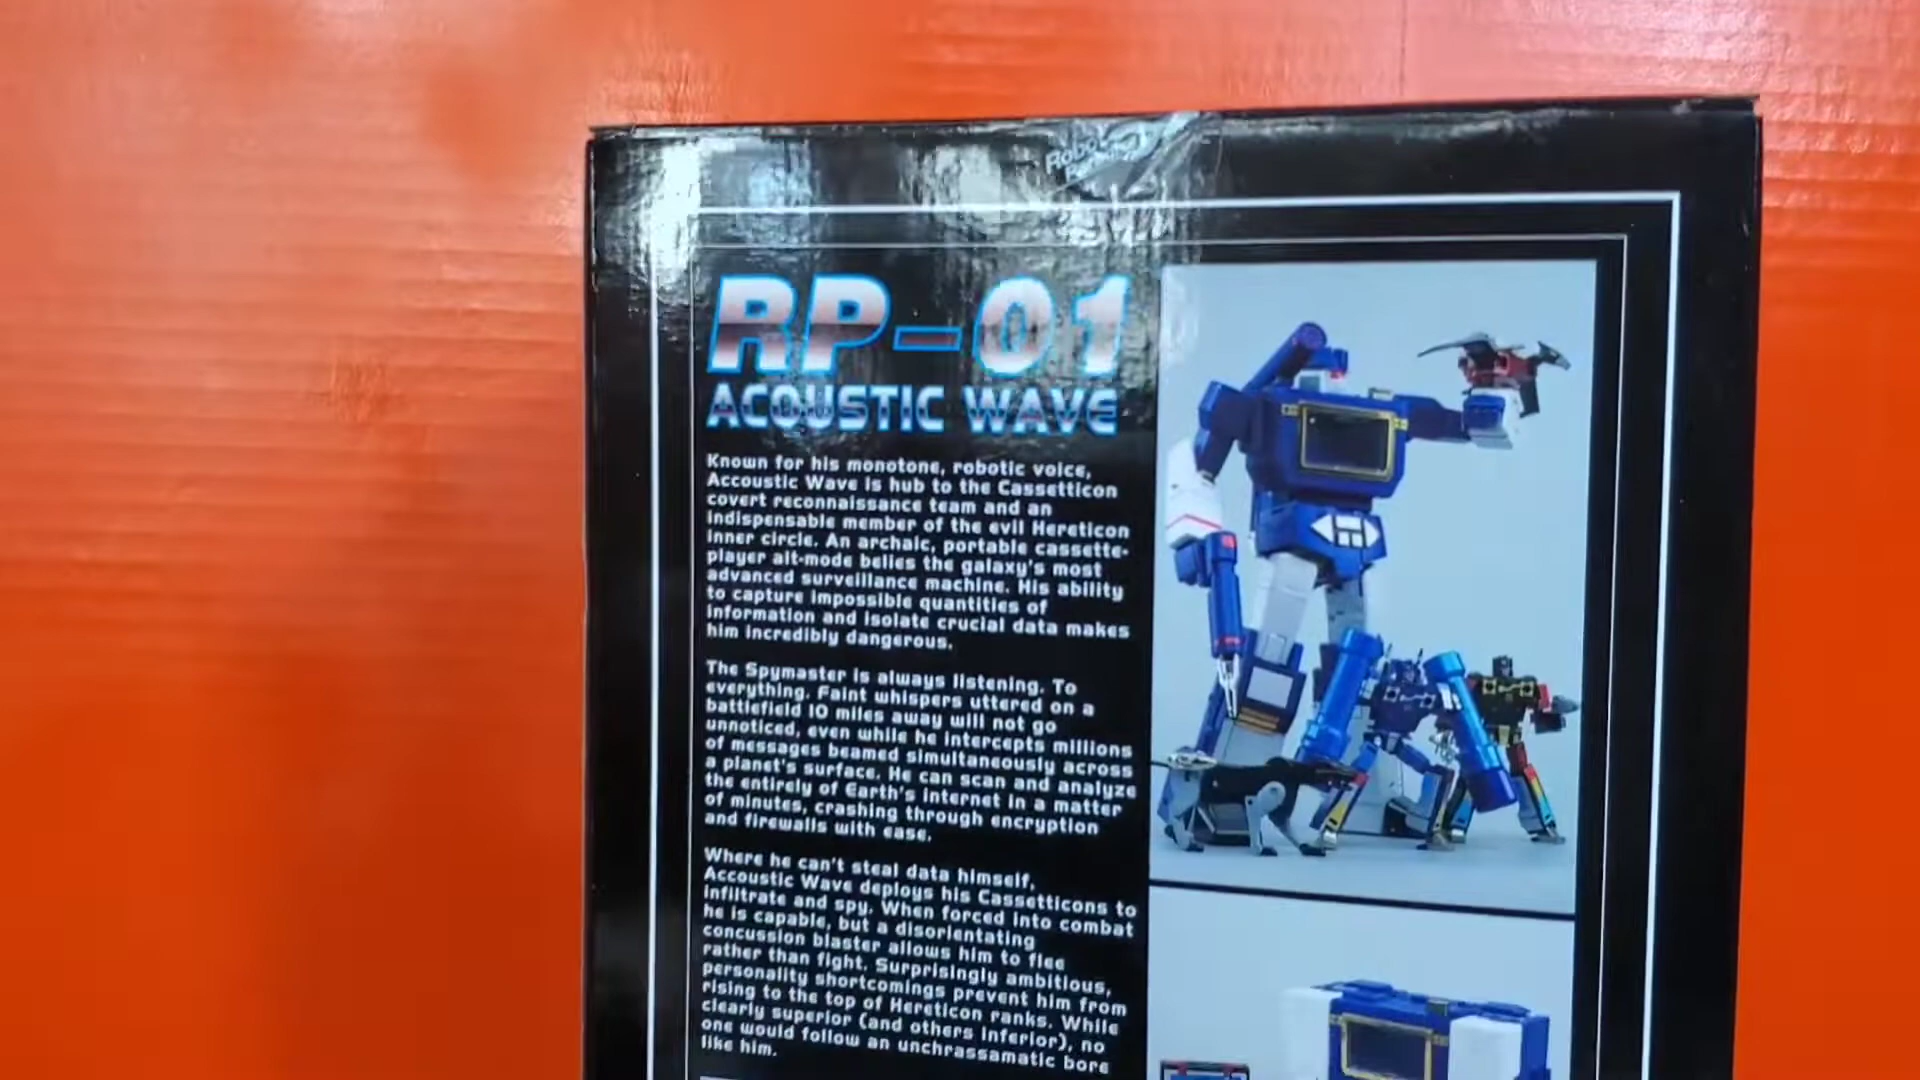 Robo
RP-01
ACOUSTIC WAVE
Known for his monotone, robotic voice,
Accoustic Wave is hub to the Cassetticon
covert reconnaissance team and an
indispensable member of the evil Hereticon
inner circle. An archaic, portable cassette-
player alt-mode belies the galaxy's most
advanced surveillance machine. His ability
to capture impossible quantities of
information and isolate crucial data makes
him incredibly dangerous.
The Spymaster is always listening. To
everything. Faint whispers uttered on a
battlefield 10 miles away will not go
unnoticed, even while he intercepts millions
of messages beamed simultaneously across
a planet's surface. He can scan and analyze
the entirely of Earth's internet in a matter
of minutes, crashing through encryption
and firewalls with ease.
Where he can't steal data himself,
Accoustic Wave deploys his Cassetticons to
infiltrate and spy. When forced into combat
he is capable, but a disorientating
concussion blaster allows him to flee
rather than fight. Surprisingly ambitious,
personality shortcomings prevent him from
rising to the top of Hereticon ranks. While
clearly superior (and others inferior), no
one would follow an unchrassamatic bore
like him.